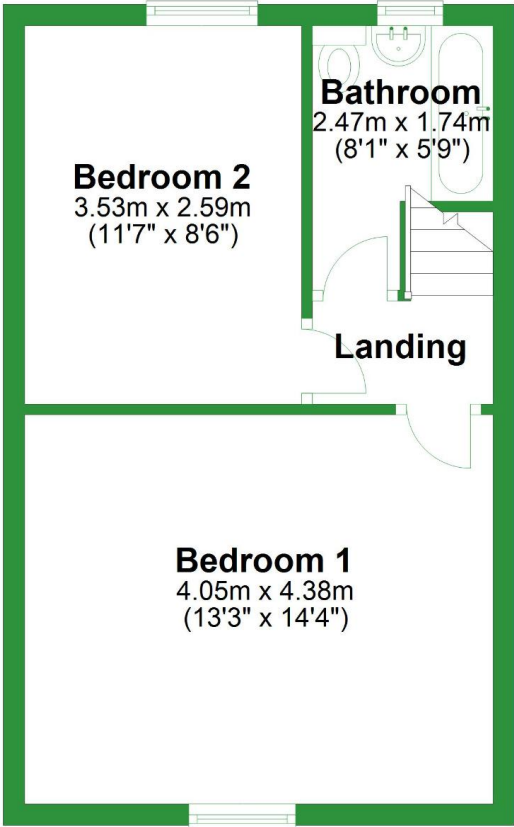 Bathroom
2.47m x 1.74m
(8'1" x 5'9")
Bedroom 2
3.53m x 2.59m
(11'7" x 8'6")
Landing
Bedroom 1
4.05m x 4.38m
(13'3" x 14'4")